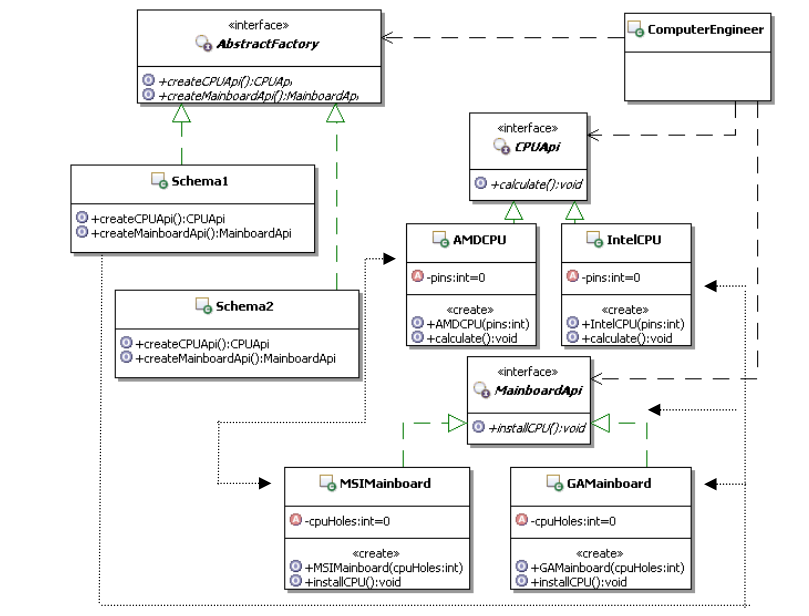 «interface»
AbstractFactory
+createCPUApi():CPUApi
+createMainboardApi():MainboardApi
ComputerEngineer
«interface»
CPUApi
+calculate():void
Schema1
+createCPUApi():CPUApi
+createMainboardApi():MainboardApi
AMDCPU
-pins:int=0
«create»
+AMDCPU(pins:int)
+calculate():void
IntelCPU
-pins:int=0
«create»
+IntelCPU(pins:int)
+calculate():void
Schema2
+createCPUApi():CPUApi
+createMainboardApi():MainboardApi
«interface»
MainboardApi
+installCPU():void
MSIMainboard
-cpuHoles:int=0
«create»
+MSIMainboard(cpuHoles:int)
+installCPU():void
GAMainboard
-cpuHoles:int=0
«create»
+GAMainboard(cpuHoles:int)
+installCPU():void